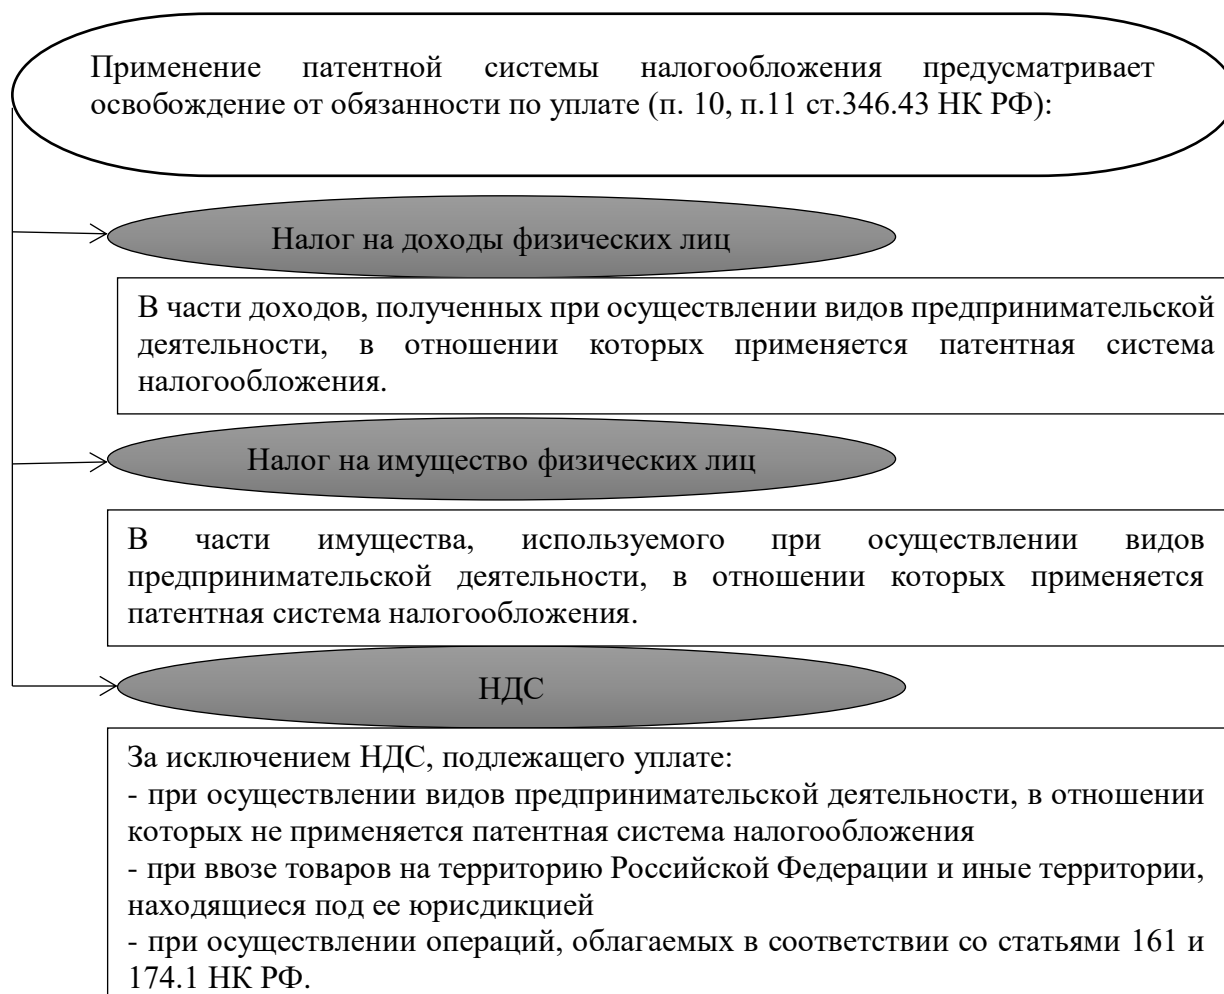 Применение патентной системы налогообложения предусматривает
освобождение от обязанности по уплате (п. 10, п.11 ст.346.43 НК РФ):
Налог на доходы физических лиц
В части доходов, полученных при осуществлении видов предпринимательской
деятельности, в отношении которых применяется патентная система
налогообложения.
Налог на имущество физических лиц
В части имущества, используемого при осуществлении видов
предпринимательской деятельности, в отношении которых применяется
патентная система налогообложения.
НДС
За исключением НДС, подлежащего уплате:
- при осуществлении видов предпринимательской деятельности, в отношении
которых не применяется патентная система налогообложения
- при ввозе товаров на территорию Российской Федерации и иные территории,
находящиеся под ее юрисдикцией
- при осуществлении операций, облагаемых в соответствии со статьями 161 и
174.1 НК РФ.